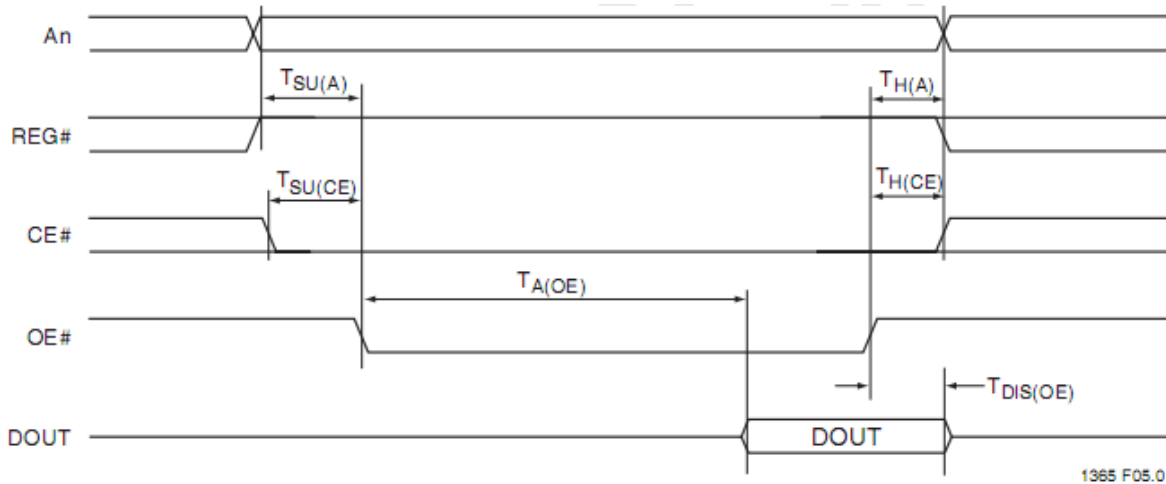 An
TSU(A)
TH(A)
REG#
TSU(CE)
TH(CE)
CE#
TA(OE)
OE#
TDIS(OE)
DOUT
DOUT
1365 F05.0